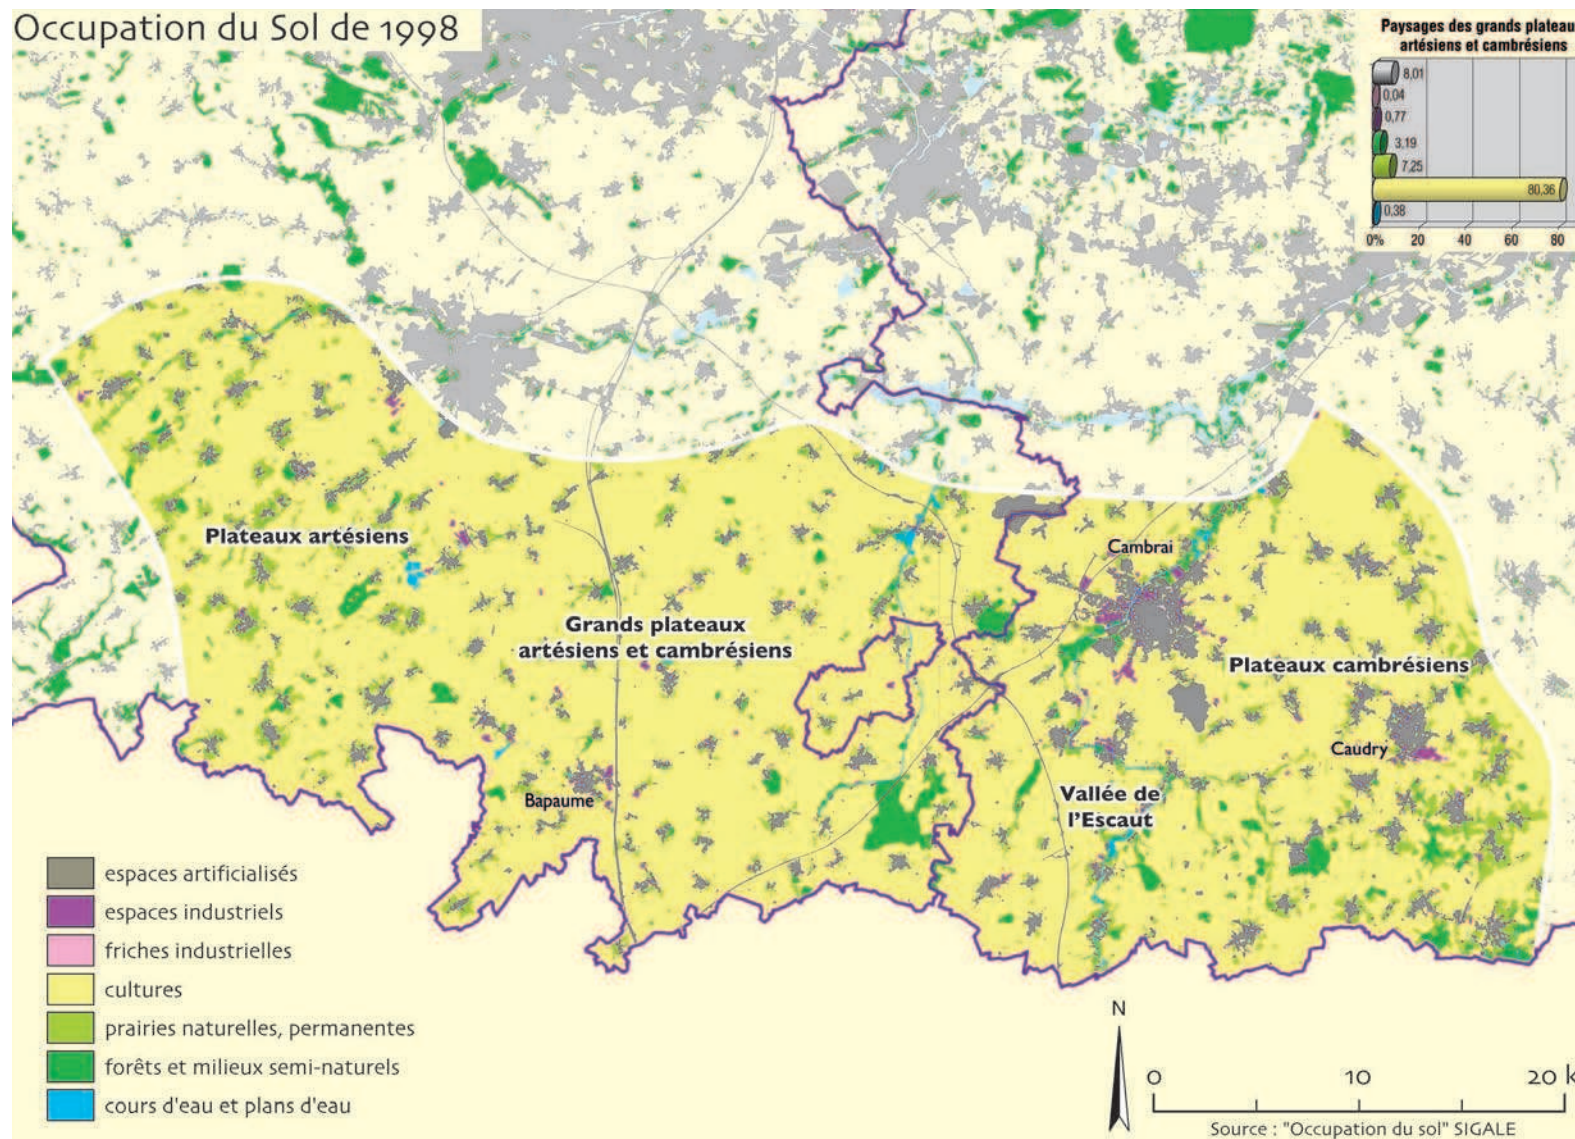 Occupation du Sol de 1998
Paysages des grands plateau
artésiens et cambrésiens
8,01
0,04
0,77
3,19
7,25
80,36
0,38
0% 20 40 60 80
Plateaux artésiens
Cambrai
Grands plateaux
artésiens et cambrésiens
Plateaux cambrésiens
Caudry
Bapaume
Vallée de
l'Escaut
espaces artificialisés
espaces industriels
friches industrielles
cultures
prairies naturelles, permanentes
forêts et milieux semi-naturels
cours d'eau et plans d'eau
N
0 10 20 k
Source : "Occupation du sol" SIGALE